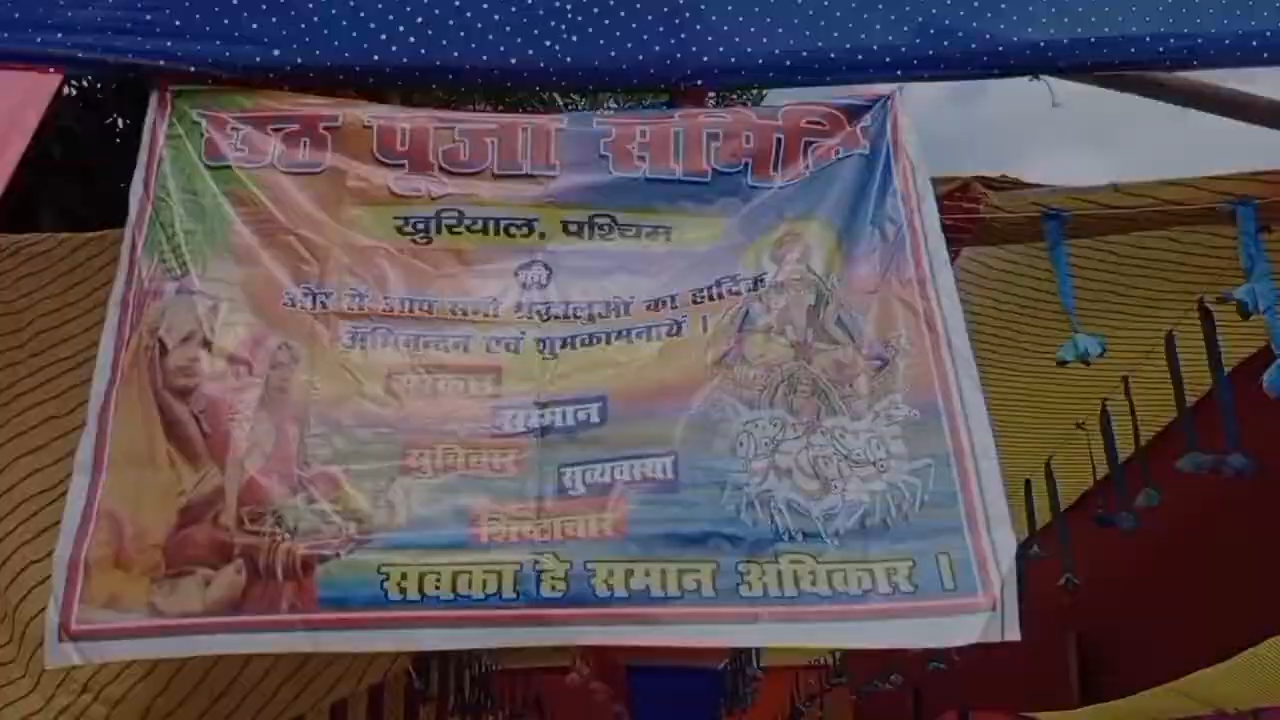 छठ पूजा समिति
खुरियाल, पश्चिम
की
ओर से आप सभी श्रद्धालुओं का हार्दिक
अभिनन्दन एवं शुभकामनायें ।
सम्मान
सुव्यवस्था
शिष्टाचार
सबका है समान अधिकार ।